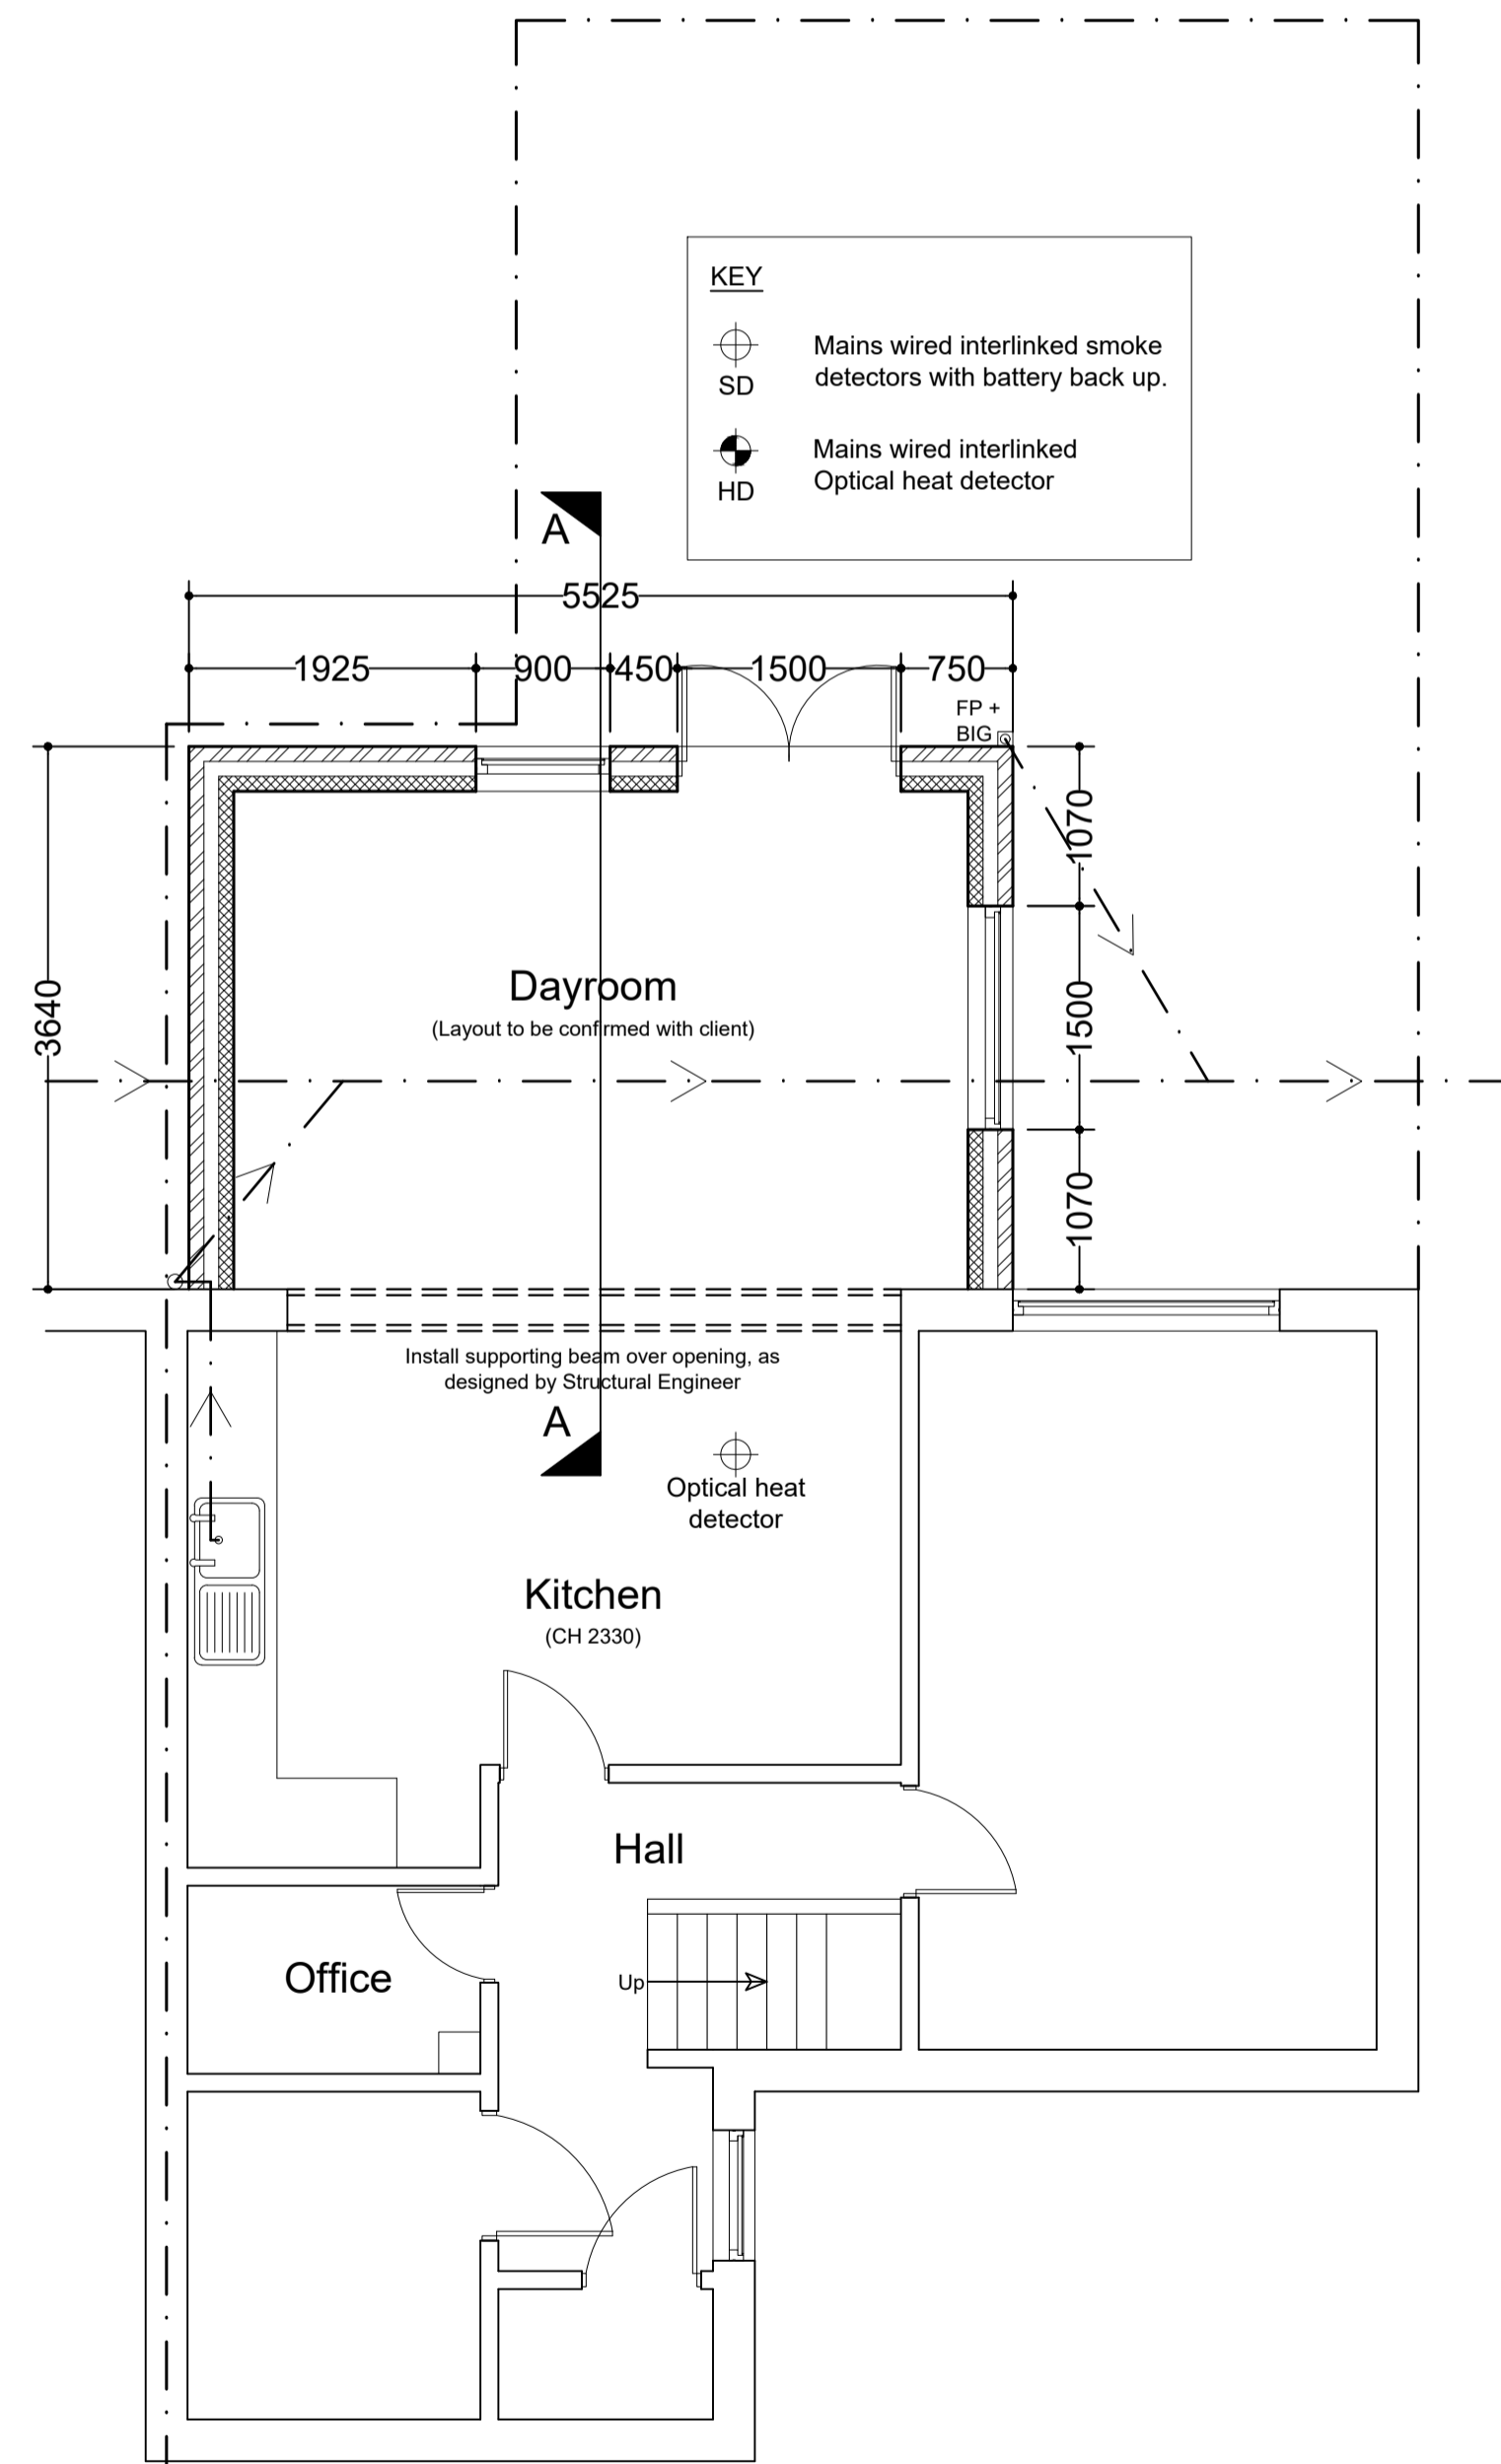 KEY
SD
Mains wired interlinked smoke
detectors with battery back up.
HD
Mains wired interlinked
Optical heat detector
A
5525
1925
900
450
1500
750
FP +
BIG
1070
1500
1070
3640
Dayroom
(Layout to be confirmed with client)
Install supporting beam over opening, as
designed by Structural Engineer
A
Optical heat
detector
Kitchen
(CH 2330)
Hall
Office
Up